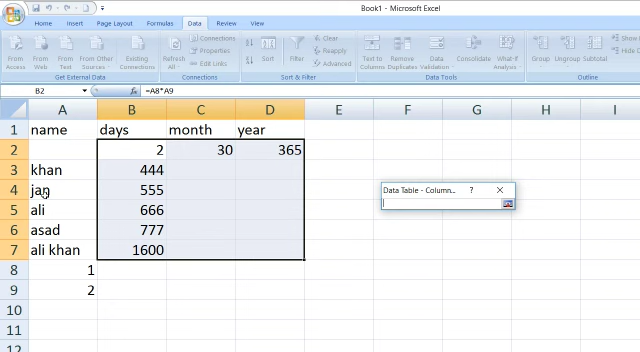 Book1 - Microsoft Excel
Home Insert Page Layout Formulas Data Review View
From Access From Web From Text From Other Sources Existing Connections Refresh All Connections Properties Edit Links Sort Filter Clear Reapply Advanced Text to Columns Remove Duplicates Data Validation Consolidate What-If Analysis Group Ungroup Subtotal Show Hide D
Get External Data Connections Sort & Filter Data Tools Outline
B2 fx =A8*A9
A B C D E F G H I
1 name days month year
2 2 30 365
3 khan 444
4 jan 555
5 ali 666
6 asad 777
7 ali khan 1600
8 1
9 2
10
11
12
Data Table - Column... ?